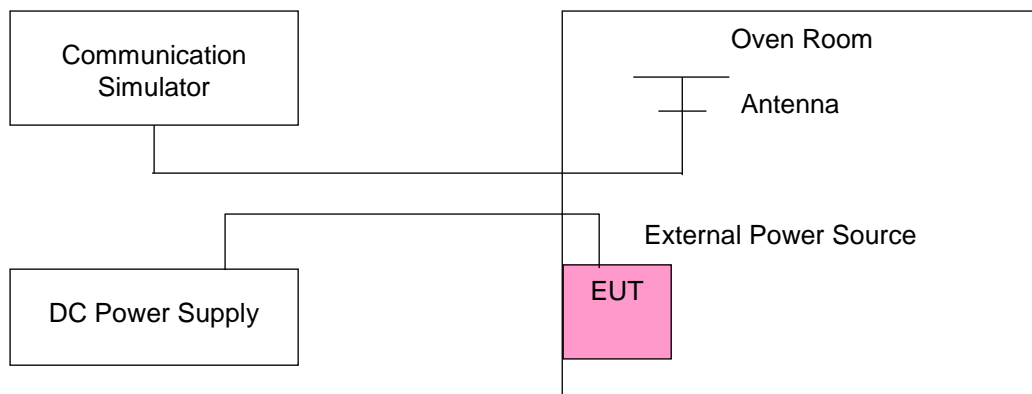 Communication
Simulator
Oven Room
Antenna
External Power Source
EUT
DC Power Supply